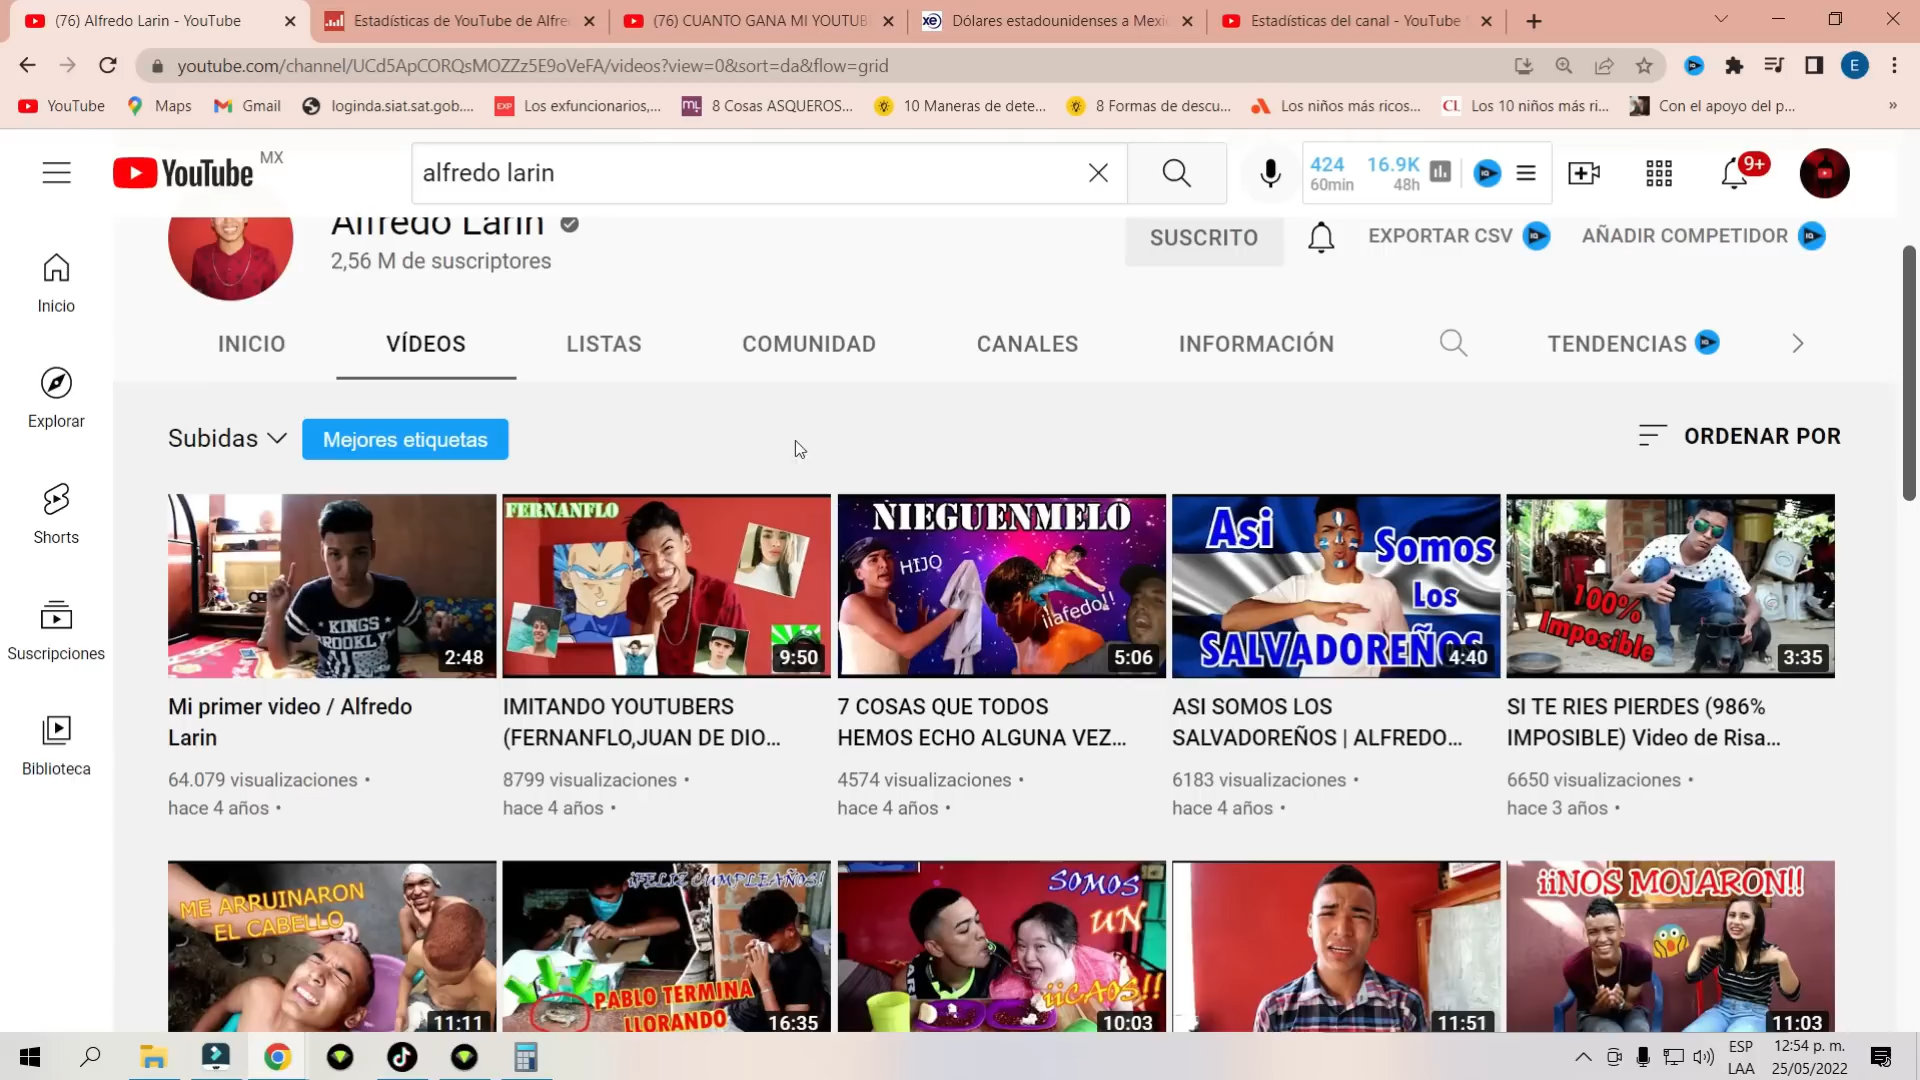 (76) Alfredo Larin - YouTube
Estadísticas de YouTube de Alfre
(76) CUANTO GANA MI YOUTUB
Dólares estadounidenses a Mexi
Estadísticas del canal - YouTube
youtube.com/channel/UCd5ApCORQsMOZZz5E9oVeFA/videos?view=0&sort=da&flow=grid
E
YouTube
Maps
Gmail
loginda.siat.sat.gob....
Los exfuncionarios,...
8 Cosas ASQUEROS...
10 Maneras de dete...
8 Formas de descu...
Los niños más ricos...
Los 10 niños más ri...
Con el apoyo del p...
YouTube MX
alfredo larin
424
60min
16.9K
48h
9+
Alfredo Larin
2,56 M de suscriptores
SUSCRITO
EXPORTAR CSV
AÑADIR COMPETIDOR
Inicio
Explorar
Shorts
Suscripciones
Biblioteca
INICIO
VÍDEOS
LISTAS
COMUNIDAD
CANALES
INFORMACIÓN
TENDENCIAS
Subidas
Mejores etiquetas
ORDENAR POR
KINGS
BROOKLYN
2:48
Mi primer video / Alfredo
Larin
64.079 visualizaciones •
hace 4 años •
FERNANFLO
9:50
IMITANDO YOUTUBERS
(FERNANFLO,JUAN DE DIO...
8799 visualizaciones •
hace 4 años •
NIEGUENMELO
HIJO
¡lafedo!!
5:06
7 COSAS QUE TODOS
HEMOS ECHO ALGUNA VEZ...
4574 visualizaciones •
hace 4 años •
Asi
Somos
Los
SALVADOREÑOS
4:40
ASI SOMOS LOS
SALVADOREÑOS | ALFREDO...
6183 visualizaciones •
hace 4 años •
100%
Imposible
3:35
SI TE RIES PIERDES (986%
IMPOSIBLE) Video de Risa...
6650 visualizaciones •
hace 3 años •
ME ARRUINARON
EL CABELLO
11:11
¡FELIZ CUMPLEAÑOS!
PABLO TERMINA
LLORANDO
16:35
SOMOS
UN
¡¡CAOS!!
10:03
11:51
¡¡NOS MOJARON!!
11:03
ESP
LAA
12:54 p. m.
25/05/2022